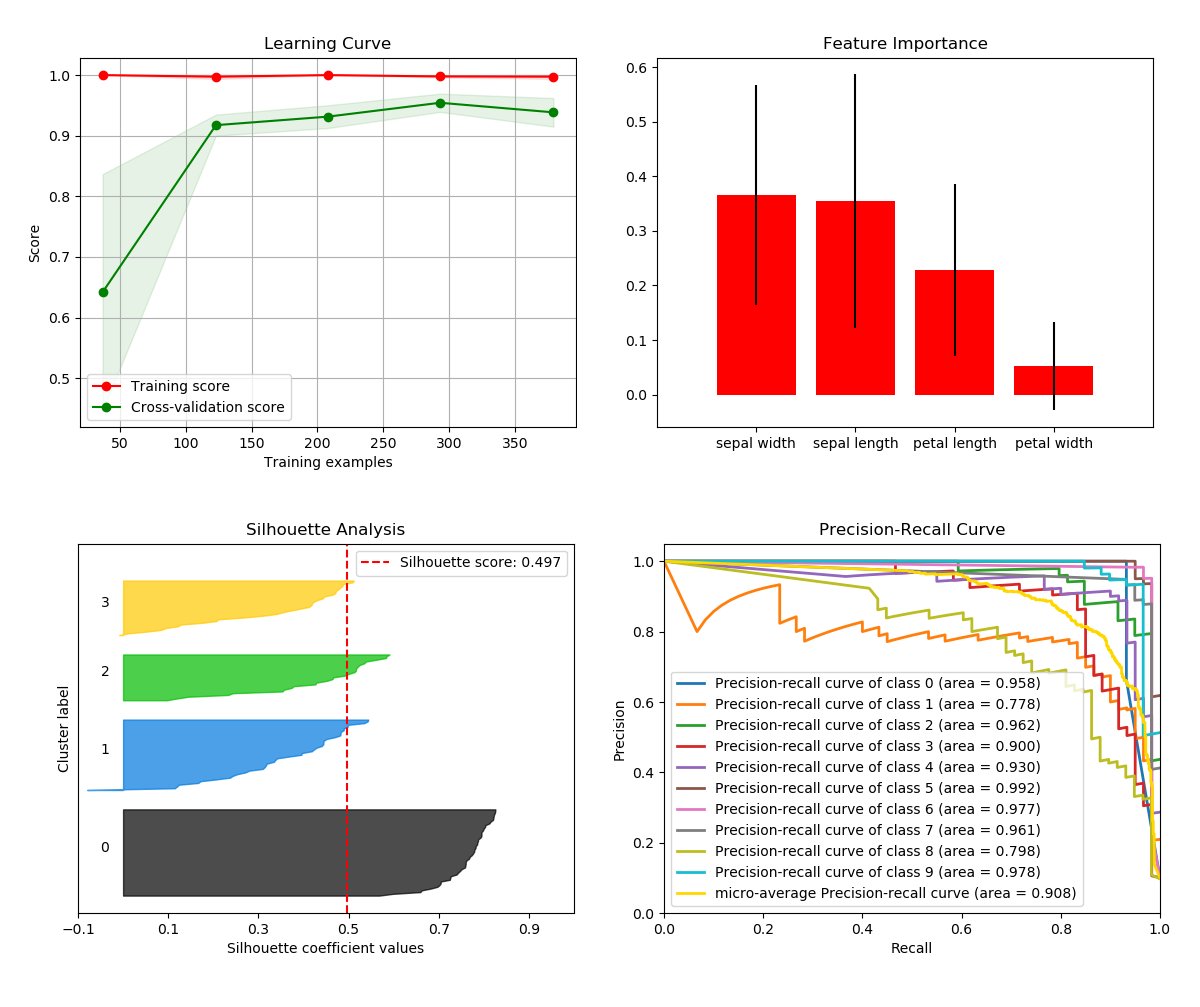 Learning Curve
1.0
0.9
0.8
0.7
0.6
0.5
Score
Training score
Cross-validation score
50 100 150 200 250 300 350
Training examples
Feature Importance
0.6
0.5
0.4
0.3
0.2
0.1
0.0
sepal width sepal length petal length petal width
Silhouette Analysis
Silhouette score: 0.497
3
2
1
0
Cluster label
−0.1 0.1 0.3 0.5 0.7 0.9
Silhouette coefficient values
Precision-Recall Curve
1.0
0.8
0.6
0.4
0.2
0.0
Precision
Precision-recall curve of class 0 (area = 0.958)
Precision-recall curve of class 1 (area = 0.778)
Precision-recall curve of class 2 (area = 0.962)
Precision-recall curve of class 3 (area = 0.900)
Precision-recall curve of class 4 (area = 0.930)
Precision-recall curve of class 5 (area = 0.992)
Precision-recall curve of class 6 (area = 0.977)
Precision-recall curve of class 7 (area = 0.961)
Precision-recall curve of class 8 (area = 0.798)
Precision-recall curve of class 9 (area = 0.978)
micro-average Precision-recall curve (area = 0.908)
0.0 0.2 0.4 0.6 0.8 1.0
Recall